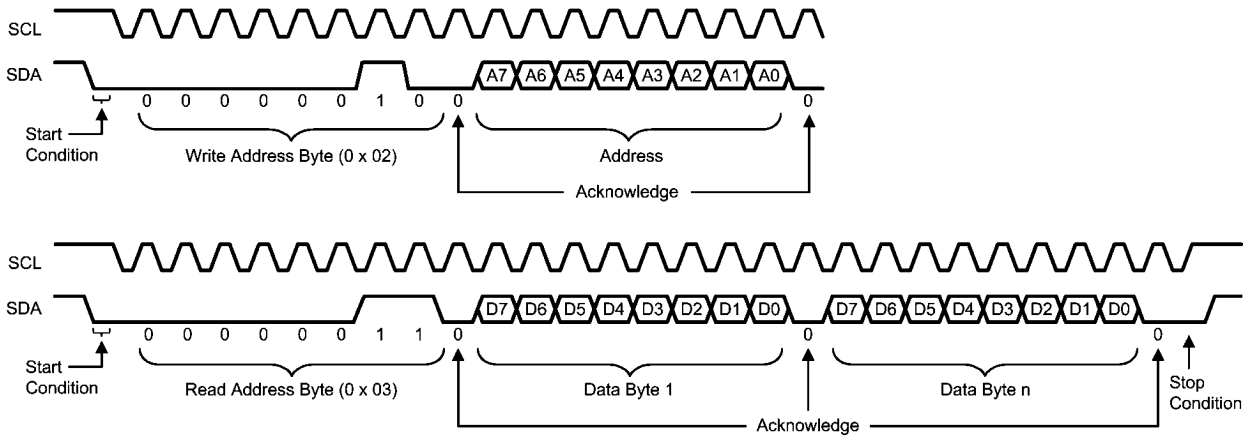 SCL
SDA
A7 A6 A5 A4 A3 A2 A1 A0
0 0 0 0 0 0 1 0 0 0
Start
Condition
Write Address Byte (0 x 02)
Address
Acknowledge
SCL
SDA
D7 D6 D5 D4 D3 D2 D1 D0 D7 D6 D5 D4 D3 D2 D1 D0
0 0 0 0 0 0 1 1 0 0 0
Start
Condition
Read Address Byte (0 x 03)
Data Byte 1
Data Byte n
Stop
Condition
Acknowledge